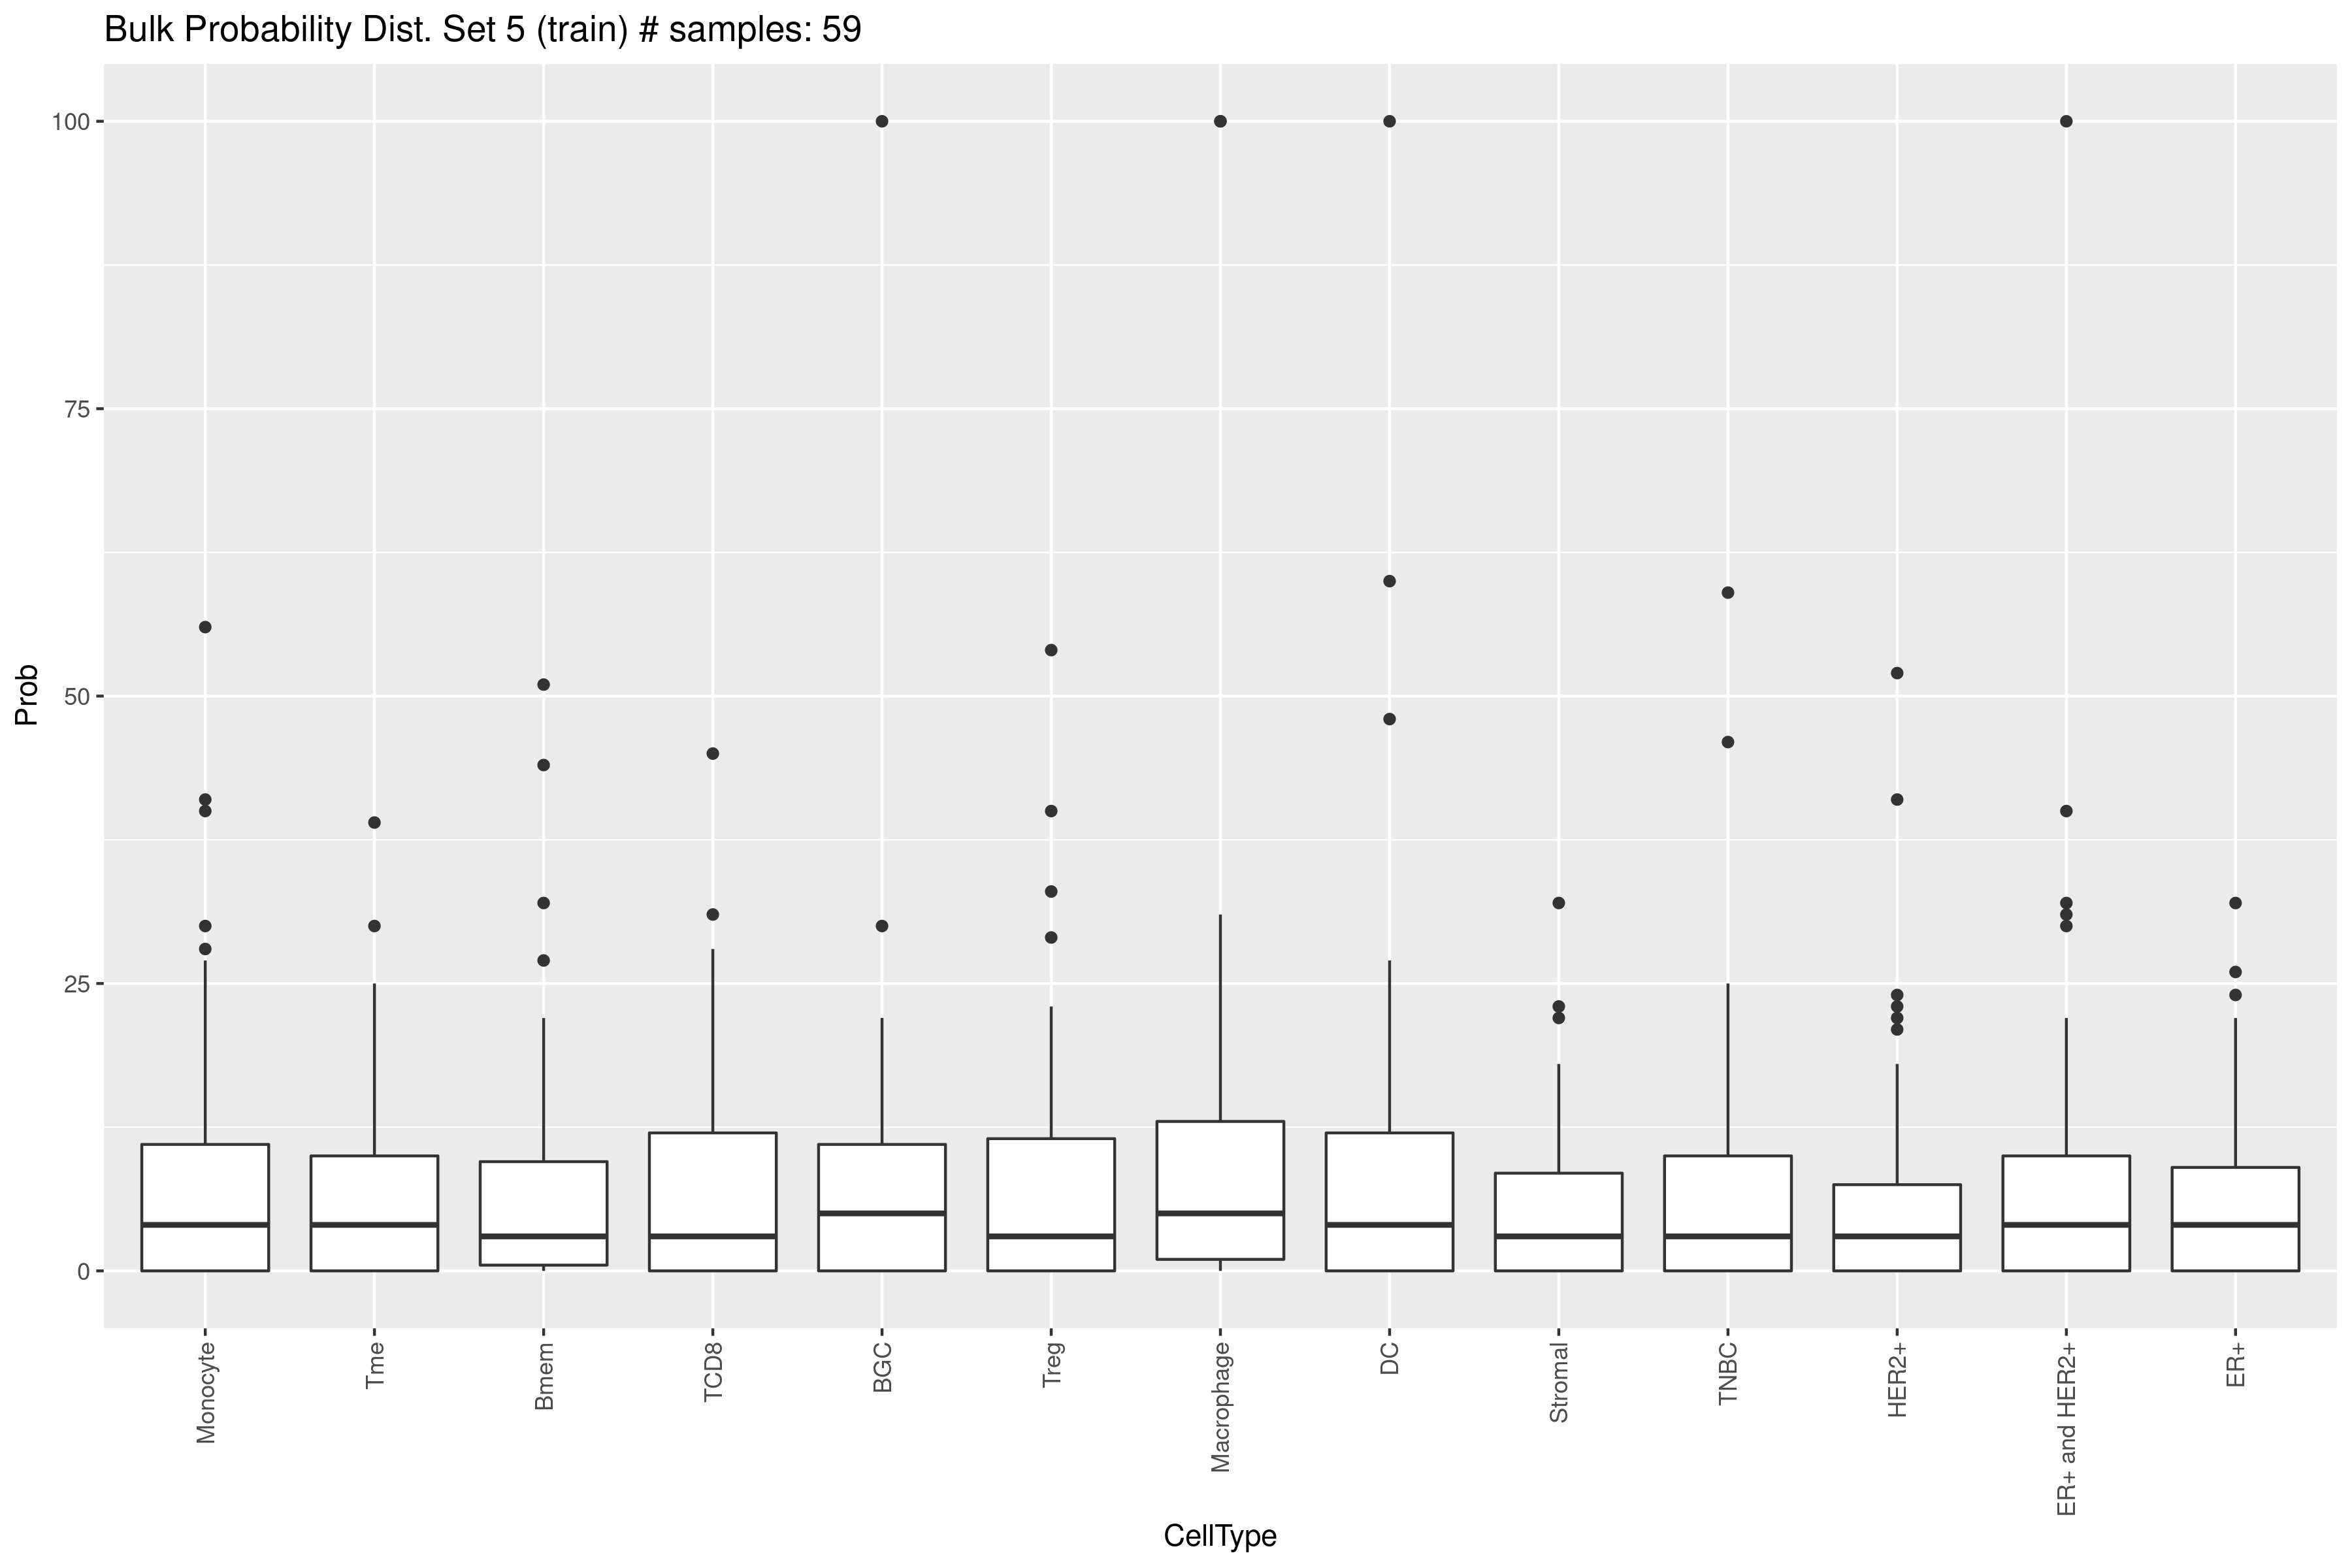 Bulk Probability Dist. Set 5 (train) # samples: 59
Prob
100
75
50
25
0
Monocyte
Tme
Bmem
TCD8
BGC
Treg
Macrophage
DC
Stromal
TNBC
HER2+
ER+ and HER2+
ER+
CellType